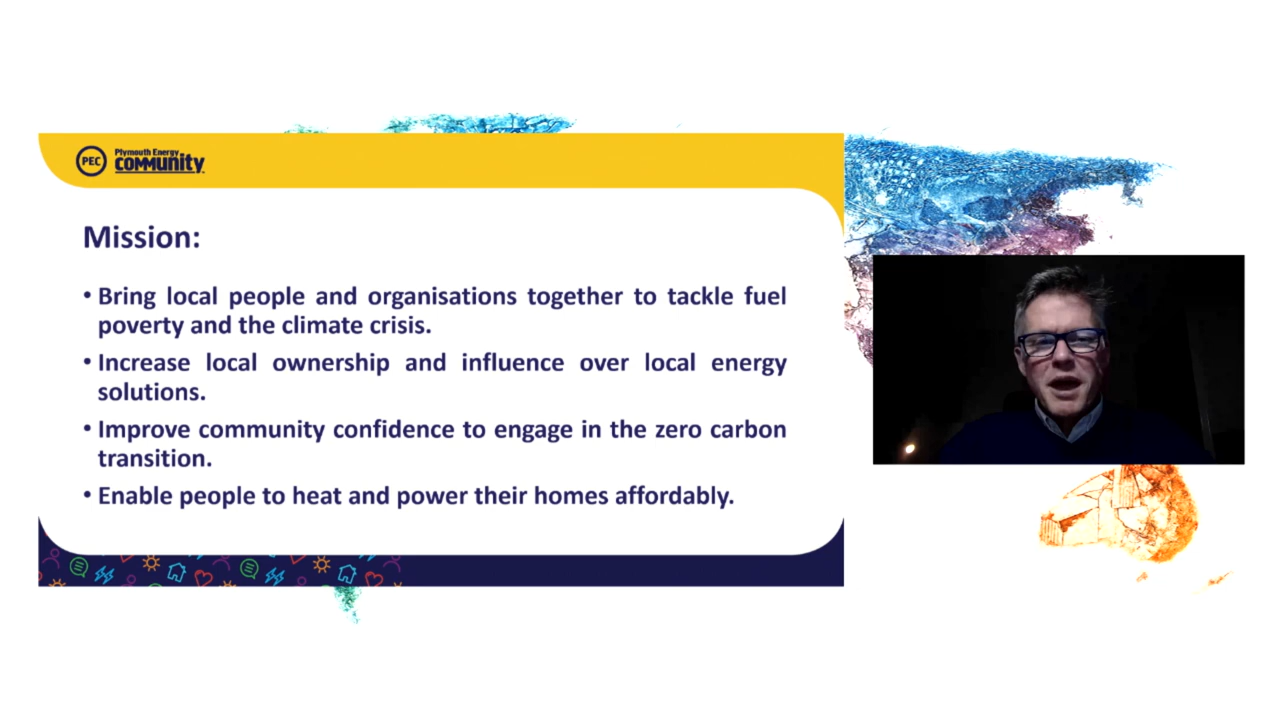 PEC
Plymouth Energy
community
Mission:
• Bring local people and organisations together to tackle fuel
poverty and the climate crisis.
• Increase local ownership and influence over local energy
solutions.
• Improve community confidence to engage in the zero carbon
transition.
• Enable people to heat and power their homes affordably.